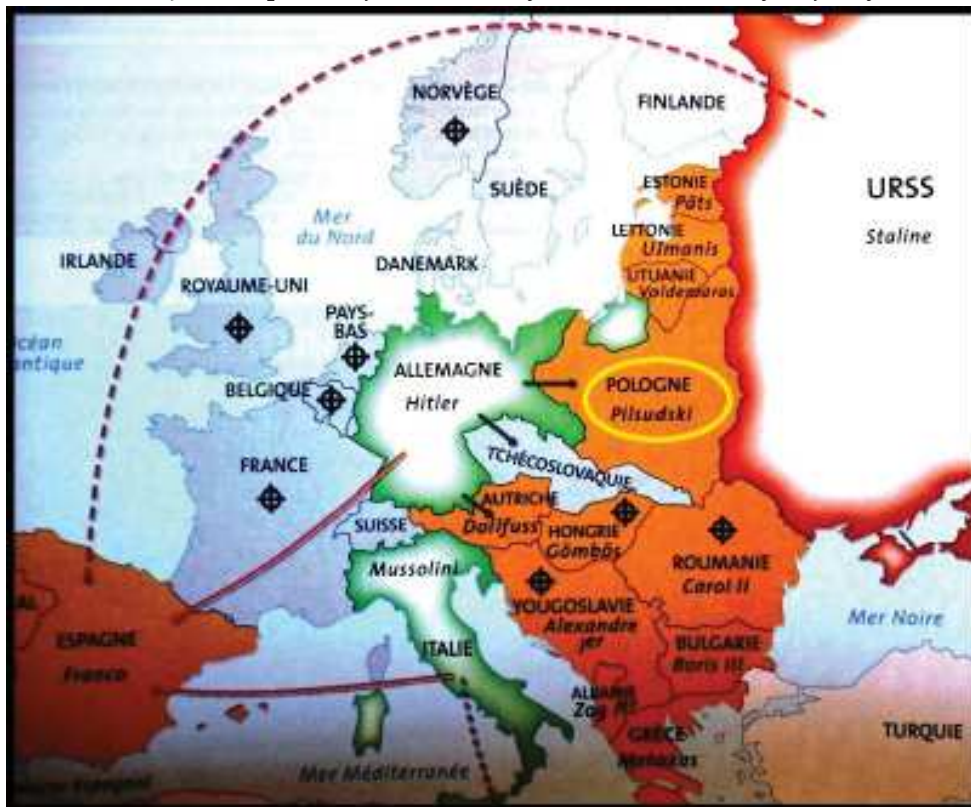 NORVÈGE
FINLANDE
SUÈDE
ESTONIE
Päts
URSS
Staline
Mer
du Nord
LETTONIE
Ulmanis
IRLANDE
DANEMARK
ROYAUME-UNI
PAYS-
BAS
ALLEMAGNE
Hitler
POLOGNE
Pilsudski
BELGIQUE
TCHÉCOSLOVAQUIE
FRANCE
AUTRICHE
Dollfuss
SUISSE
HONGRIE
Gömbös
Mussolini
ROUMANIE
Carol II
YOUGOSLAVIE
Alexandre
Ier
Mer Noire
ESPAGNE
Franco
ITALIE
BULGARIE
Boris III
ALBANIE
GRÈCE
TURQUIE
Mer Méditerranée